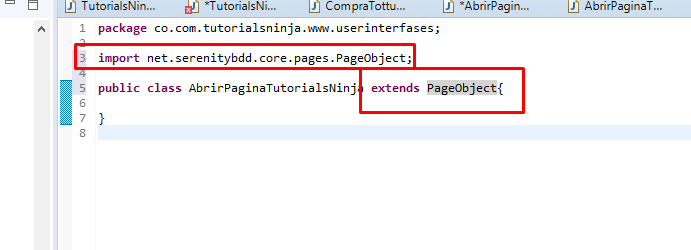 TutorialsNin... *TutorialsNi... CompraTottu... *AbrirPagin... AbrirPaginaT...
1 package co.com.tutorialsninja.www.userinterfases;
2
3 import net.serenitybdd.core.pages.PageObject;
4
5 public class AbrirPaginaTutorialsNinja extends PageObject{
6
7 }
8